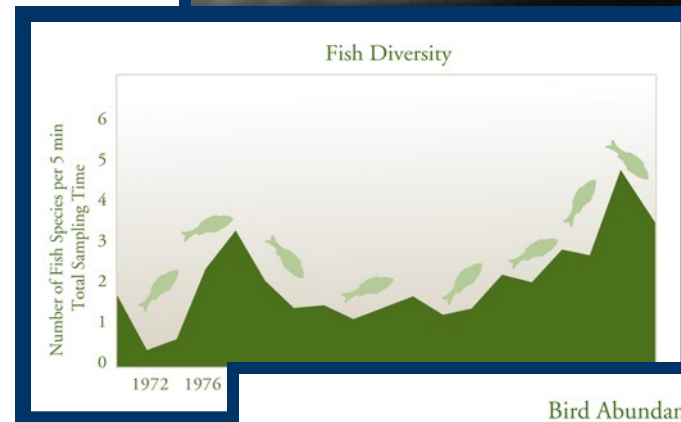 Fish Diversity
Number of Fish Species per 5 min
Total Sampling Time
6
5
4
3
2
1
0
1972 1976
Bird Abundan